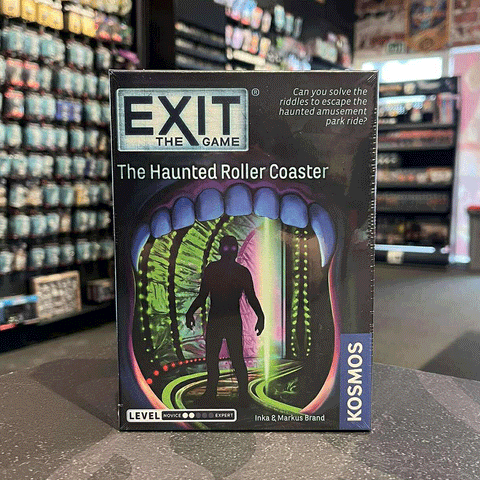 EXIT®
THE GAME
Can you solve the
riddles to escape the
haunted amusement
park ride?
The Haunted Roller Coaster
LEVEL NOVICE EXPERT
Inka & Markus Brand
KOSMOS